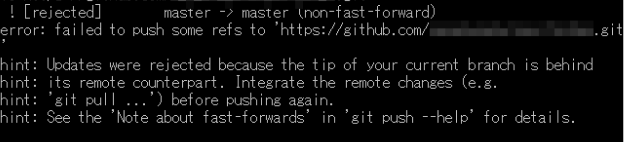 ! [rejected]        master -> master (non-fast-forward)
error: failed to push some refs to 'https://github.com/ .git
'
hint: Updates were rejected because the tip of your current branch is behind
hint: its remote counterpart. Integrate the remote changes (e.g.
hint: 'git pull ...') before pushing again.
hint: See the 'Note about fast-forwards' in 'git push --help' for details.